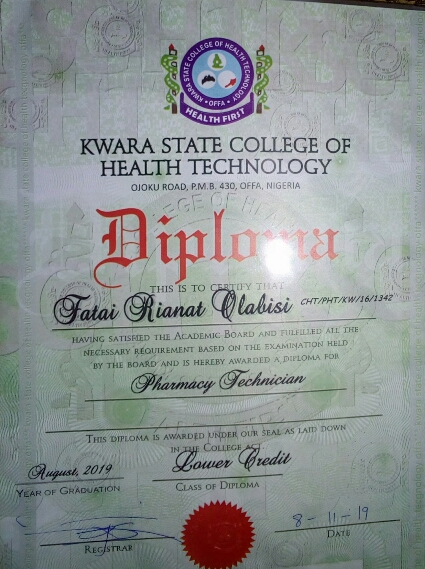 KWARA STATE COLLEGE OF HEALTH TECHNOLOGY
• OFFA •
HEALTH FIRST
KWARA STATE COLLEGE OF
HEALTH TECHNOLOGY
OJOKU ROAD, P.M.B. 430, OFFA, NIGERIA
Diploma
THIS IS TO CERTIFY THAT
Fatai Rianat Olabisi CHT/PHT/KW/16/1342
HAVING SATISFIED THE ACADEMIC BOARD AND FULFILLED ALL THE
NECESSARY REQUIREMENT BASED ON THE EXAMINATION HELD
BY THE BOARD AND IS HEREBY AWARDED A DIPLOMA FOR
Pharmacy Technician
THIS DIPLOMA IS AWARDED UNDER OUR SEAL AS LAID DOWN
IN THE COLLEGE ACT.
August, 2019 Lower Credit
YEAR OF GRADUATION CLASS OF DIPLOMA
8-11-19
REGISTRAR DATE